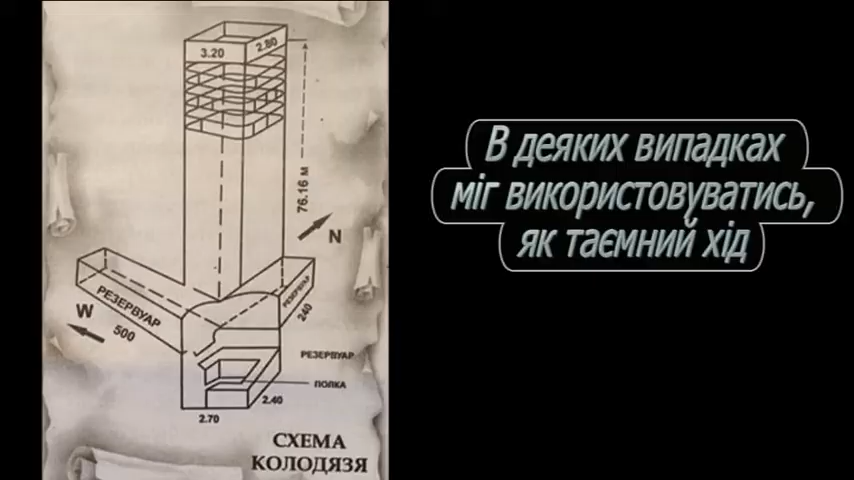 3.20
2.80
76.16 м
N
РЕЗЕРВУАР
500
W
РЕЗЕРВУАР
240
РЕЗЕРВУАР
ПОЛКА
2.40
2.70
СХЕМА
КОЛОДЯЗЯ
В деяких випадках
міг використовуватись,
як таємний хід